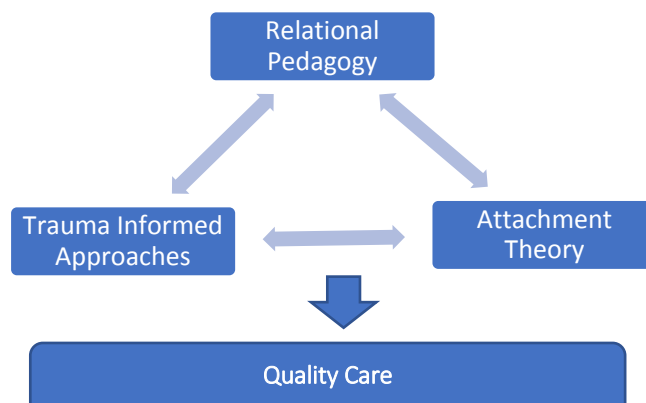 Relational
Pedagogy
Trauma Informed
Approaches
Attachment
Theory
Quality Care